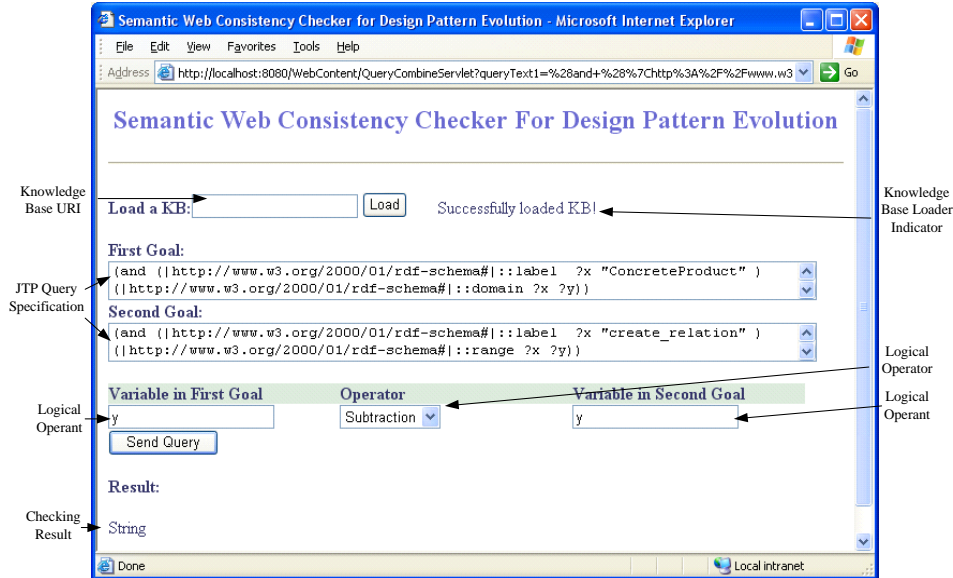 Semantic Web Consistency Checker for Design Pattern Evolution - Microsoft Internet Explorer
File Edit View Favorites Tools Help
Address http://localhost:8080/WebContent/QueryCombineServlet?queryText1=%28and+%28%7Chttp%3A%2F%2Fwww.w3 Go
Semantic Web Consistency Checker For Design Pattern Evolution
Knowledge
Base URI
Load a KB: Load Successfully loaded KB!
Knowledge
Base Loader
Indicator
First Goal:
(and (|http://www.w3.org/2000/01/rdf-schema#|::label ?x "ConcreteProduct" )
(|http://www.w3.org/2000/01/rdf-schema#|::domain ?x ?y))
JTP Query
Specification
Second Goal:
(and (|http://www.w3.org/2000/01/rdf-schema#|::label ?x "create_relation" )
(|http://www.w3.org/2000/01/rdf-schema#|::range ?x ?y))
Logical
Operator
Variable in First Goal Operator Variable in Second Goal
Logical
Operant
y Subtraction y
Logical
Operant
Send Query
Result:
Checking
Result
String
Done Local intranet